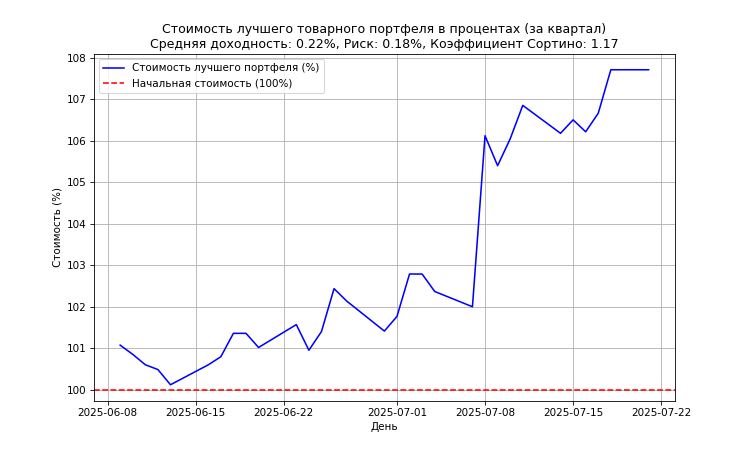 Стоимость лучшего товарного портфеля в процентах (за квартал)
Средняя доходность: 0.22%, Риск: 0.18%, Коэффициент Сортино: 1.17
Стоимость лучшего портфеля (%)
Начальная стоимость (100%)
Стоимость (%)
108
107
106
105
104
103
102
101
100
2025-06-08
2025-06-15
2025-06-22
2025-07-01
2025-07-08
2025-07-15
2025-07-22
День